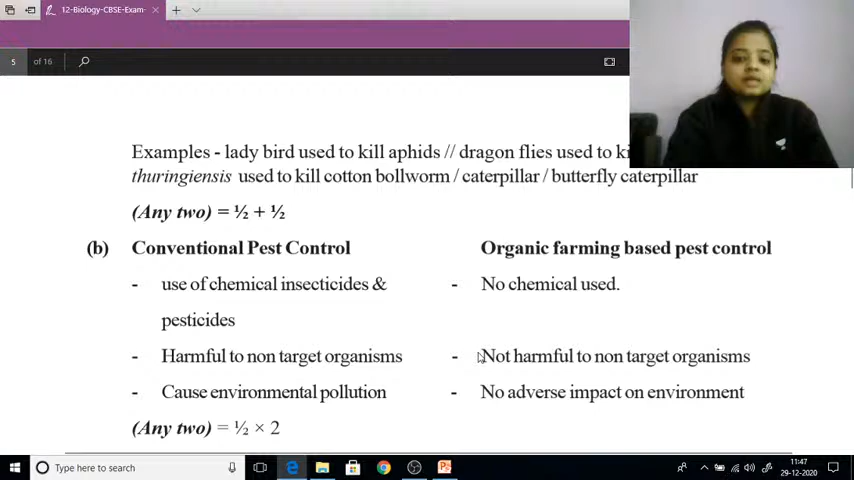 12-Biology-CBSE-Exam-
5 of 16
Examples - lady bird used to kill aphids // dragon flies used to ki
thuringiensis used to kill cotton bollworm / caterpillar / butterfly caterpillar
(Any two) = ½ + ½
(b) Conventional Pest Control Organic farming based pest control
- use of chemical insecticides & - No chemical used.
pesticides
- Harmful to non target organisms - Not harmful to non target organisms
- Cause environmental pollution - No adverse impact on environment
(Any two) = ½ × 2
Type here to search
11:47
29-12-2020